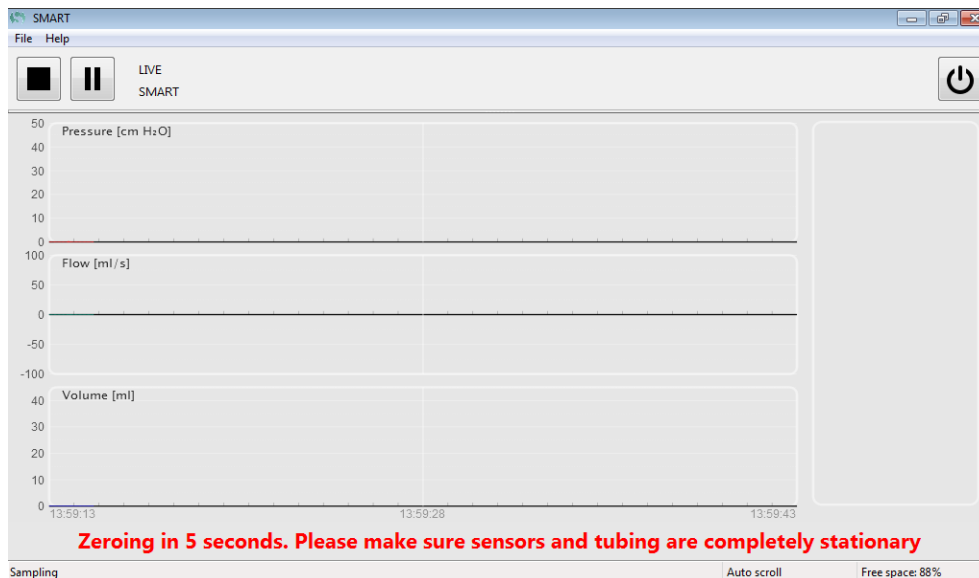 SMART
File Help
LIVE
SMART
50
Pressure [cm H₂O]
40
30
20
10
0
100
Flow [ml/s]
50
0
-50
-100
Volume [ml]
40
30
20
10
0
13:59:13 13:59:28 13:59:43
Zeroing in 5 seconds. Please make sure sensors and tubing are completely stationary
Sampling Auto scroll Free space: 88%